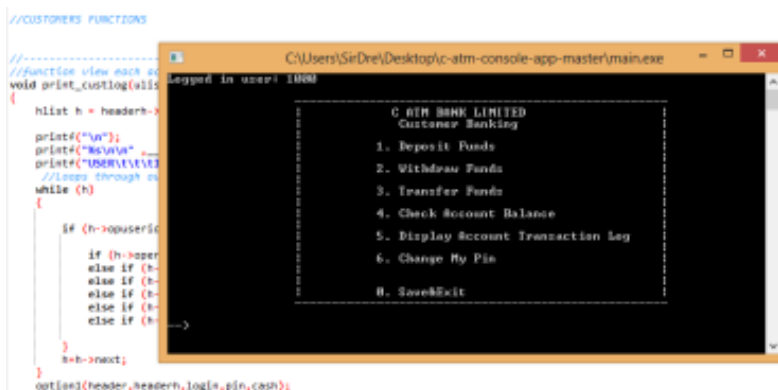 //CUSTOMERS FUNCTIONS
//function view each
void print_custlog(
{
hlist h = headerh->
printf("\n");
printf("%s\n\n"
printf("USER\t\t\t
//Loops through
while (h)
{
if (h->opuserid
if (h->oper
else if (h-
else if (h-
else if (h-
else if (h-
else if (h-
}
h=h->next;
}
option1(header,headerh,login,pin,cash);
C:\Users\SirDre\Desktop\c-atm-console-app-master\main.exe
Logged in user: 1000
C ATM BANK LIMITED
Customer Banking
1. Deposit Funds
2. Withdraw Funds
3. Transfer Funds
4. Check Account Balance
5. Display Account Transaction Log
6. Change My Pin
0. Save&Exit
-->